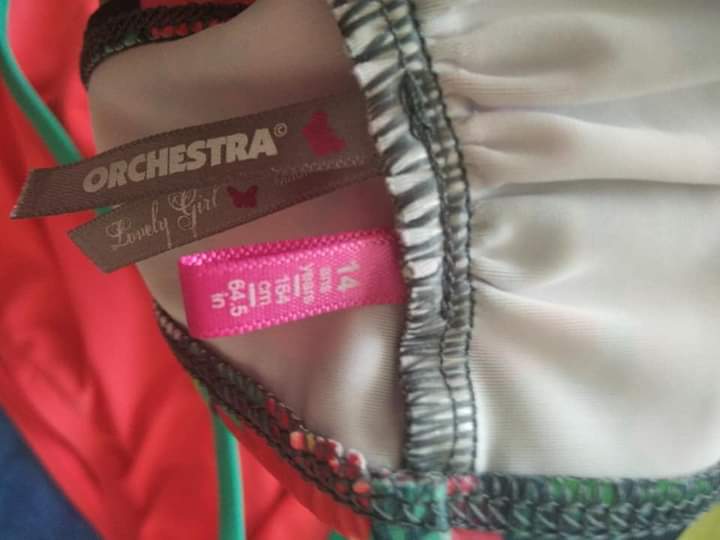 ORCHESTRA©
Lovely Girl
14
ans
years
164
cm
64.5
in